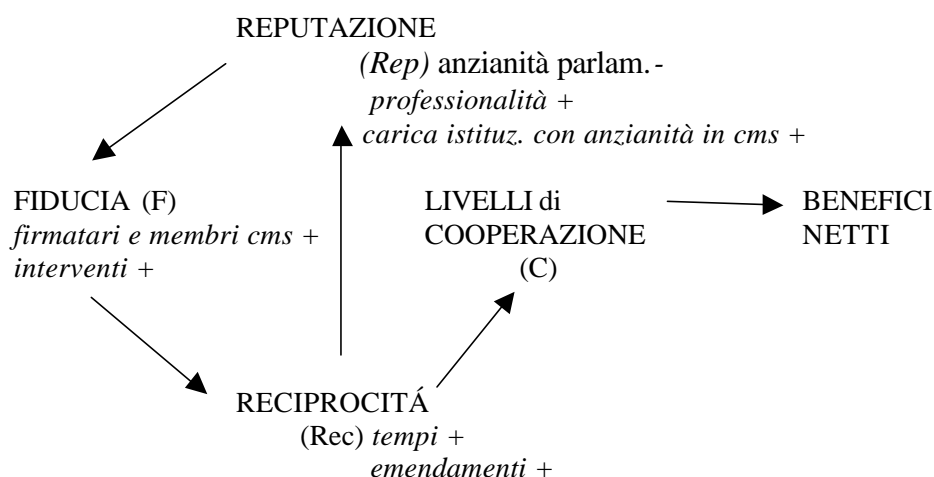 REPUTAZIONE
(Rep) anzianità parlam. -
professionalità +
carica istituz. con anzianità in cms +
FIDUCIA (F)
firmatari e membri cms +
interventi +
LIVELLI di
COOPERAZIONE
(C)
BENEFICI
NETTI
RECIPROCITÁ
(Rec) tempi +
emendamenti +